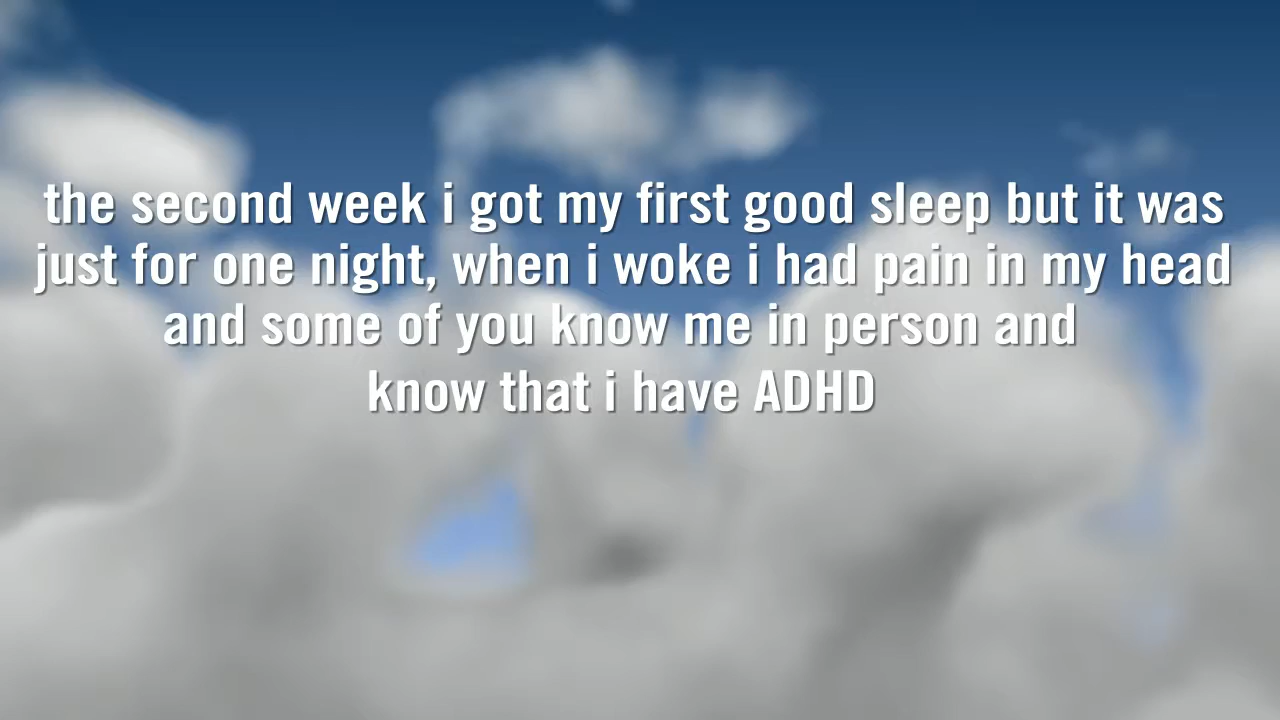 the second week i got my first good sleep but it was
just for one night, when i woke i had pain in my head
and some of you know me in person and
know that i have ADHD